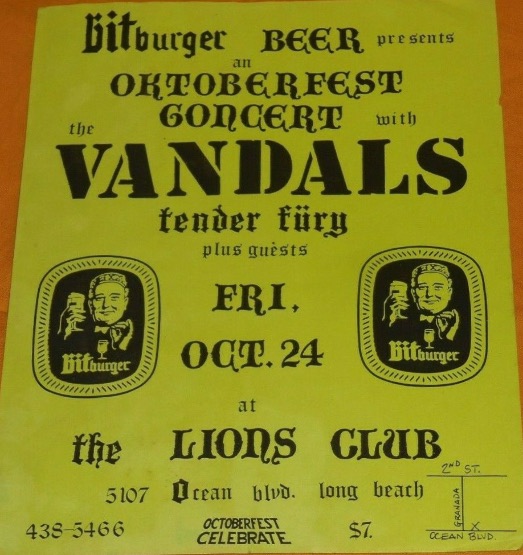 Bitburger BEER presents
an
OKTOBERFEST
CONCERT
the with
VANDALS
tender füry
plus guests
FRI,
OCT. 24
Bitburger
Bitburger
at
the LIONS CLUB
5107 Ocean blvd. long beach
2ND ST.
GRANADA
X
OCEAN BLVD.
438-5466
OCTOBERFEST
CELEBRATE
$7.